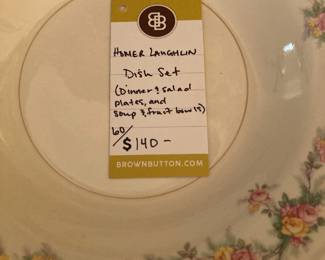 BB
HOMER LAUGHLIN
Dish Set
(Dinner & salad
plates, and
soup & fruit bowls)
60/
$140-
BROWNBUTTON.COM